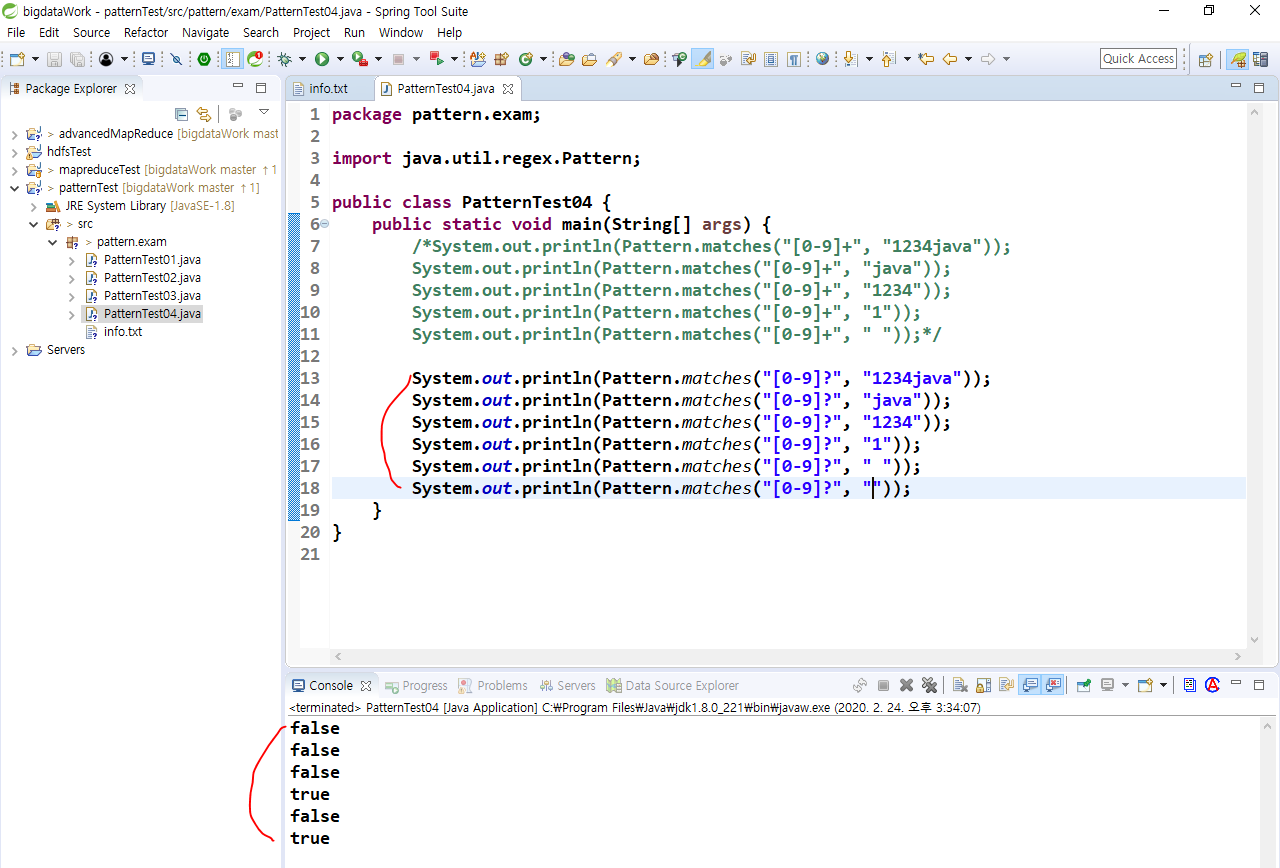 bigdataWork - patternTest/src/pattern/exam/PatternTest04.java - Spring Tool Suite
File Edit Source Refactor Navigate Search Project Run Window Help
Quick Access
Package Explorer
> advancedMapReduce [bigdataWork mast
hdfsTest
> mapreduceTest [bigdataWork master ↑1
> patternTest [bigdataWork master ↑1]
JRE System Library [JavaSE-1.8]
> src
> pattern.exam
PatternTest01.java
PatternTest02.java
PatternTest03.java
PatternTest04.java
info.txt
Servers
info.txt PatternTest04.java
1 package pattern.exam;
2
3 import java.util.regex.Pattern;
4
5 public class PatternTest04 {
6 public static void main(String[] args) {
7 /*System.out.println(Pattern.matches("[0-9]+", "1234java"));
8 System.out.println(Pattern.matches("[0-9]+", "java"));
9 System.out.println(Pattern.matches("[0-9]+", "1234"));
10 System.out.println(Pattern.matches("[0-9]+", "1"));
11 System.out.println(Pattern.matches("[0-9]+", " "));*/
12
13 System.out.println(Pattern.matches("[0-9]?", "1234java"));
14 System.out.println(Pattern.matches("[0-9]?", "java"));
15 System.out.println(Pattern.matches("[0-9]?", "1234"));
16 System.out.println(Pattern.matches("[0-9]?", "1"));
17 System.out.println(Pattern.matches("[0-9]?", " "));
18 System.out.println(Pattern.matches("[0-9]?", ""));
19 }
20 }
21
Console Progress Problems Servers Data Source Explorer
<terminated> PatternTest04 [Java Application] C:₩Program Files₩Java₩jdk1.8.0_221₩bin₩javaw.exe (2020. 2. 24. 오후 3:34:07)
false
false
false
true
false
true